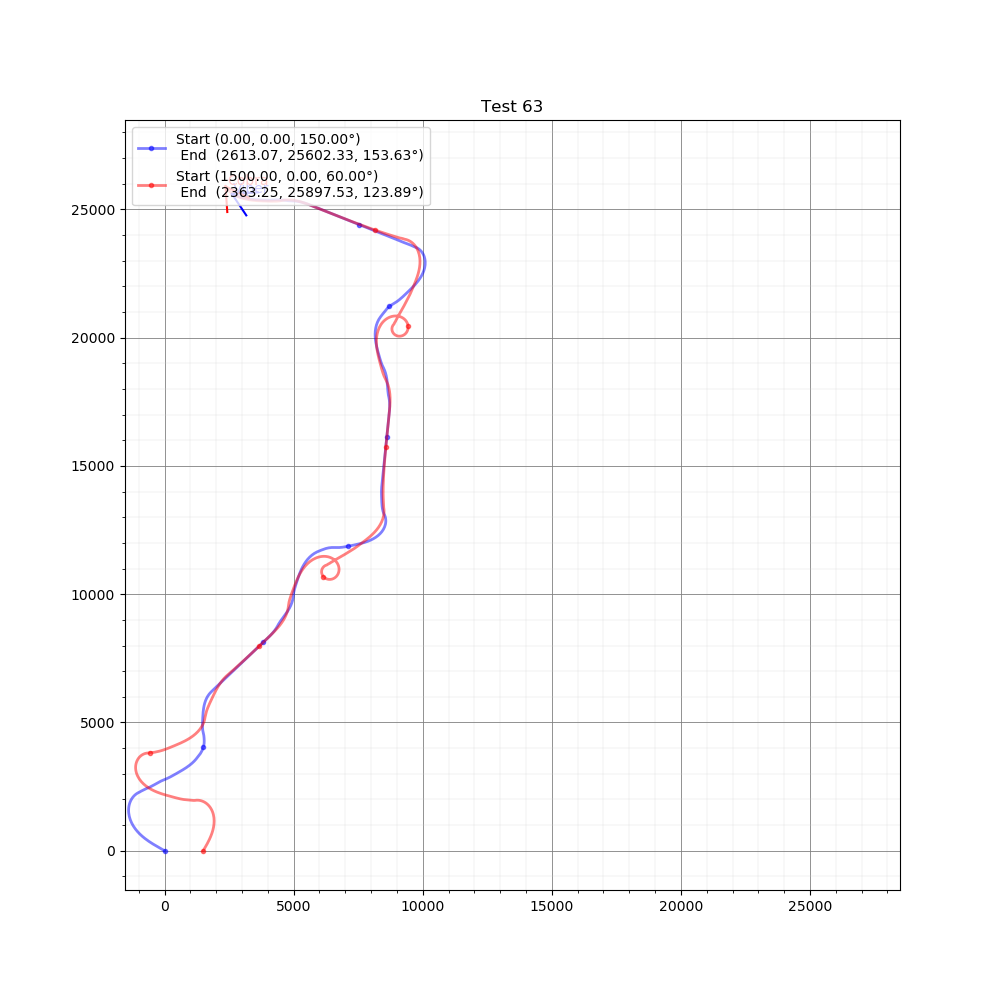 Test 63
Start (0.00, 0.00, 150.00°)
End (2613.07, 25602.33, 153.63°)
Start (1500.00, 0.00, 60.00°)
End (2363.25, 25897.53, 123.89°)
25000
20000
15000
10000
5000
0
0 5000 10000 15000 20000 25000